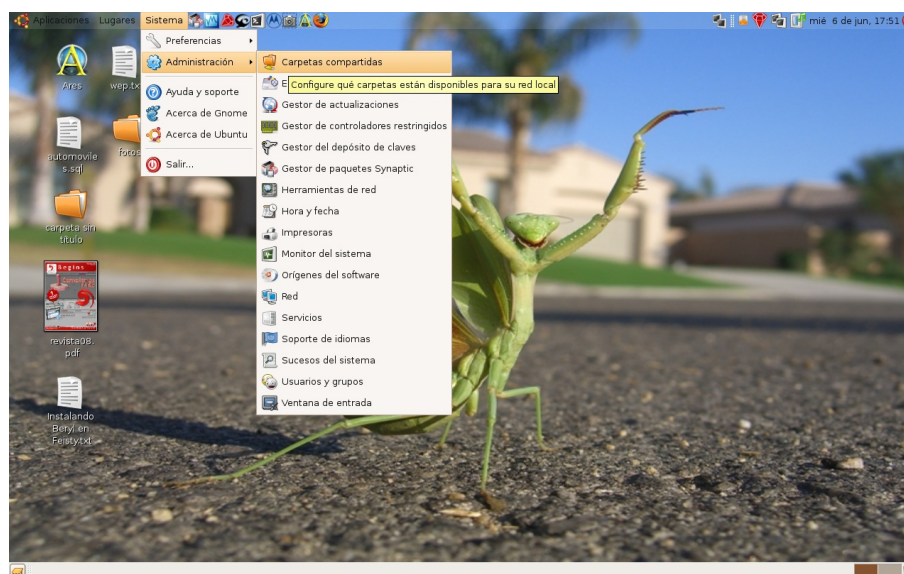 Aplicaciones Lugares Sistema
mié 6 de jun, 17:51
Preferencias
Administración
Ayuda y soporte
Acerca de Gnome
Acerca de Ubuntu
Salir...
Carpetas compartidas
E
Configure qué carpetas están disponibles para su red local
Gestor de actualizaciones
Gestor de controladores restringidos
Gestor del depósito de claves
Gestor de paquetes Synaptic
Herramientas de red
Hora y fecha
Impresoras
Monitor del sistema
Orígenes del software
Red
Servicios
Soporte de idiomas
Sucesos del sistema
Usuarios y grupos
Ventana de entrada
Ares
wep.tx
automovile
s.sql
fotos
carpeta sin
título
Begins
revista08.
pdf
Instalando
Beryl en
Feisty.txt